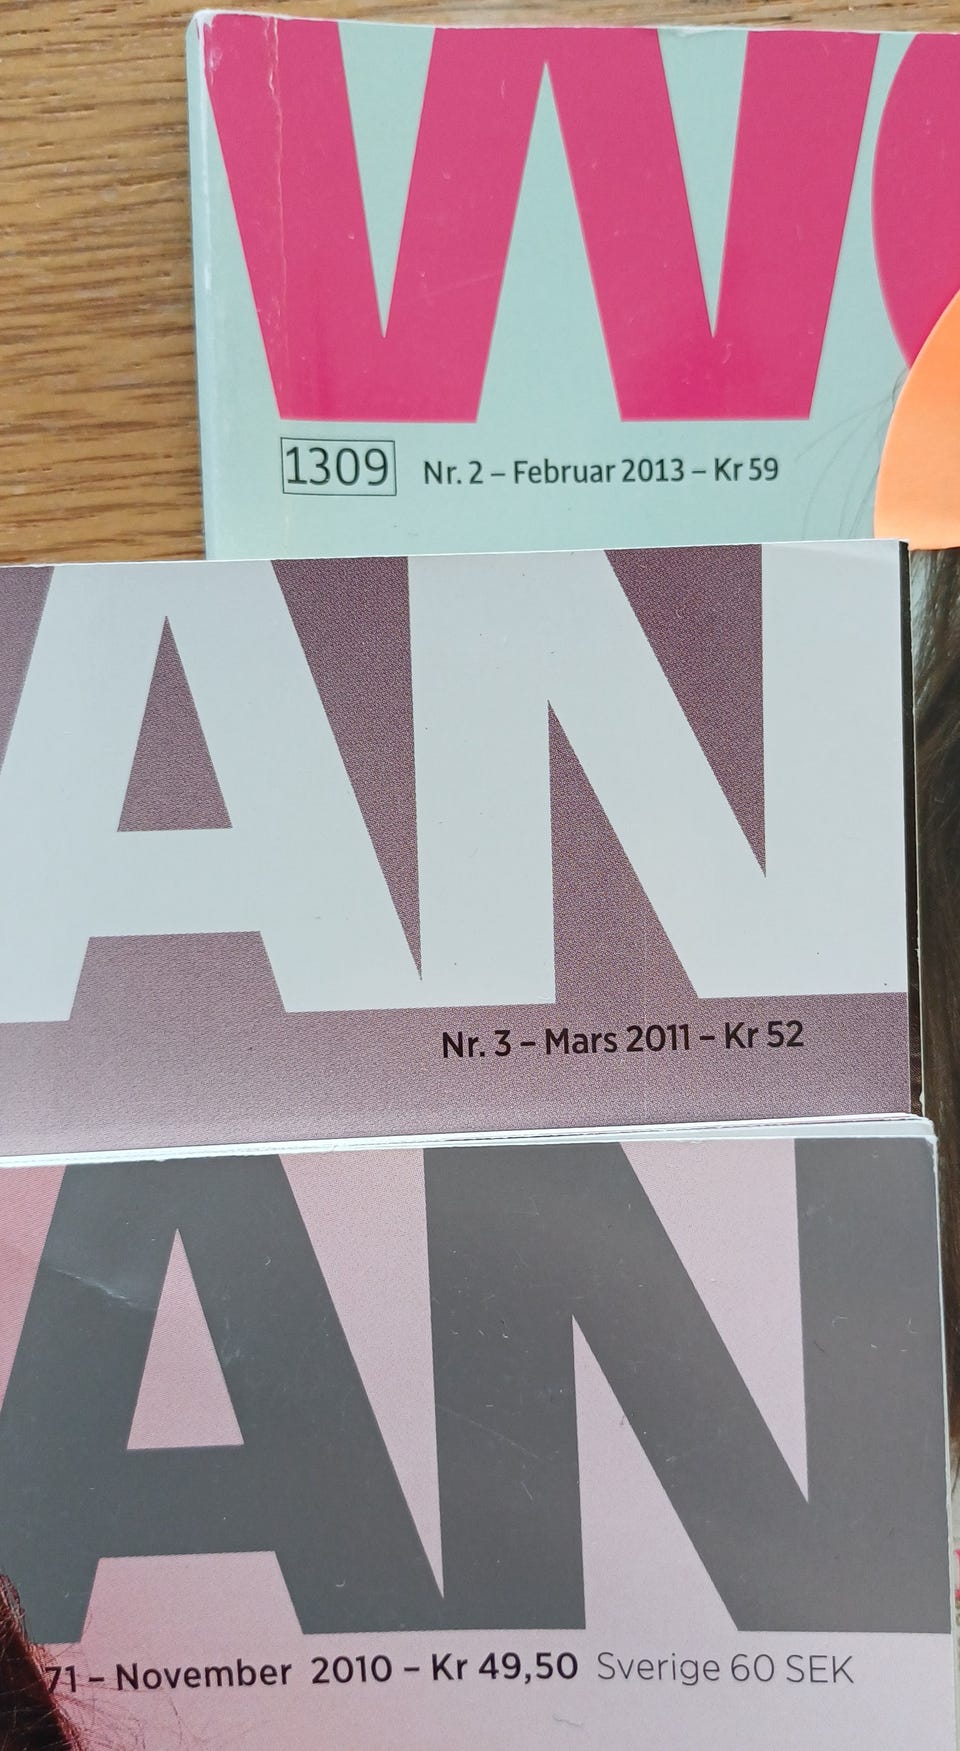 WO
1309 Nr. 2 – Februar 2013 – Kr 59
AN
Nr. 3 – Mars 2011 – Kr 52
AN
71 – November 2010 – Kr 49,50 Sverige 60 SEK